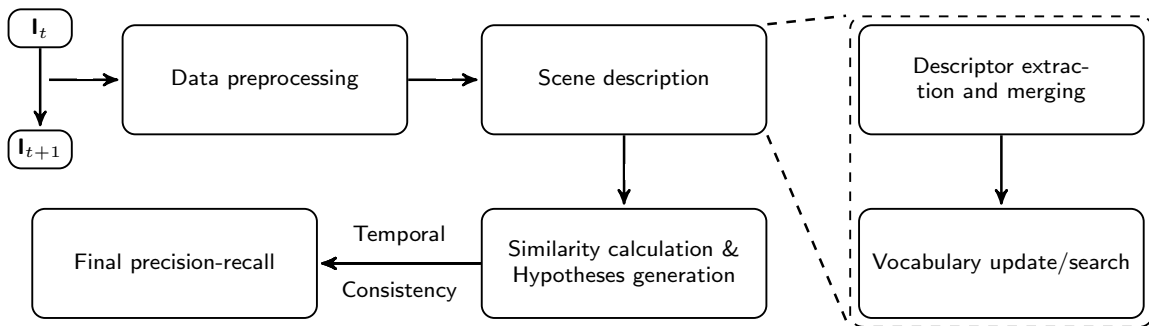 I_t
Data preprocessing
Scene description
Descriptor extrac-
tion and merging
I_{t+1}
Final precision-recall
Temporal
Consistency
Similarity calculation &
Hypotheses generation
Vocabulary update/search